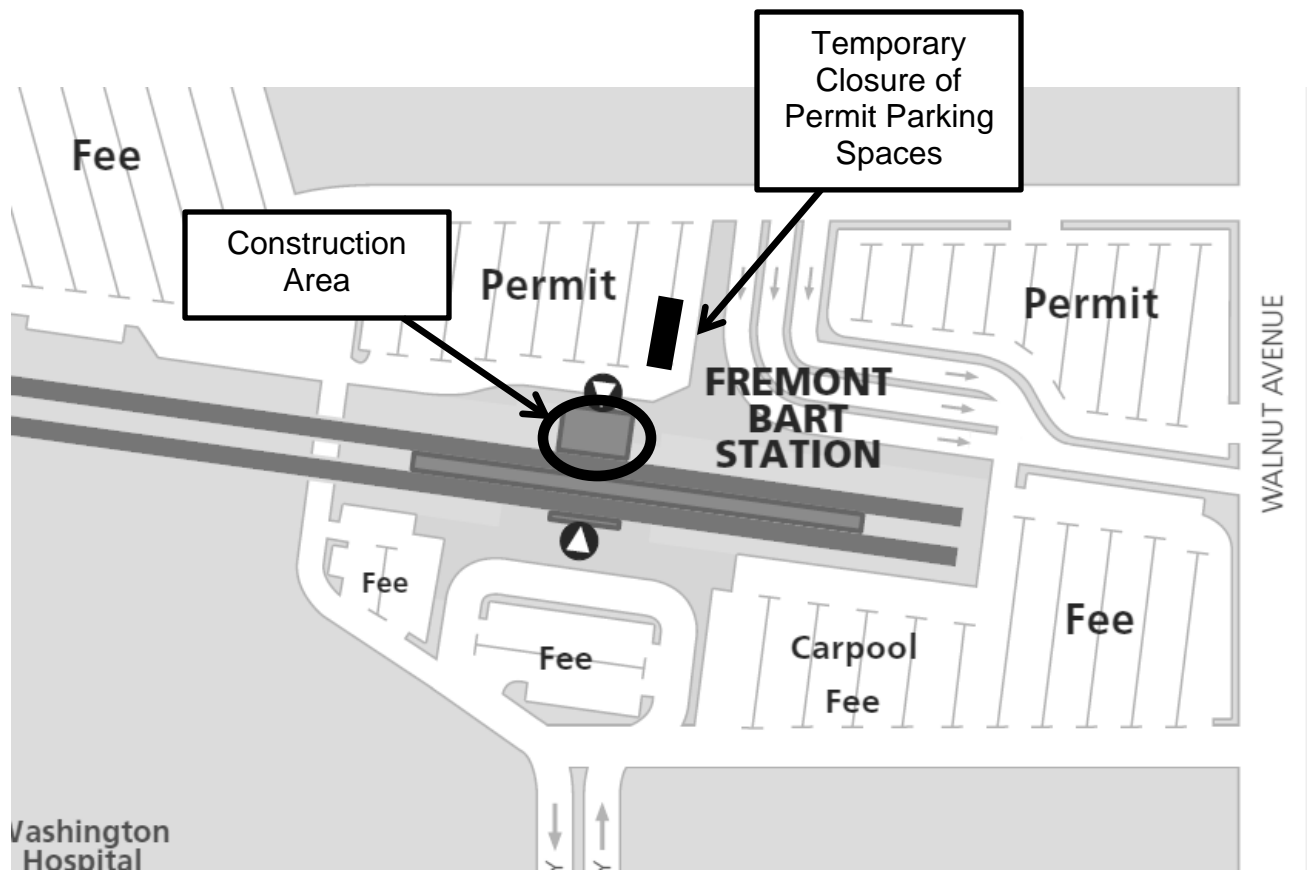 Temporary
Closure of
Permit Parking
Spaces
Fee
Construction
Area
Permit
Permit
FREMONT
BART
STATION
WALNUT AVENUE
Fee
Fee
Fee
Carpool
Fee
Washington
Hospital
Y
Y